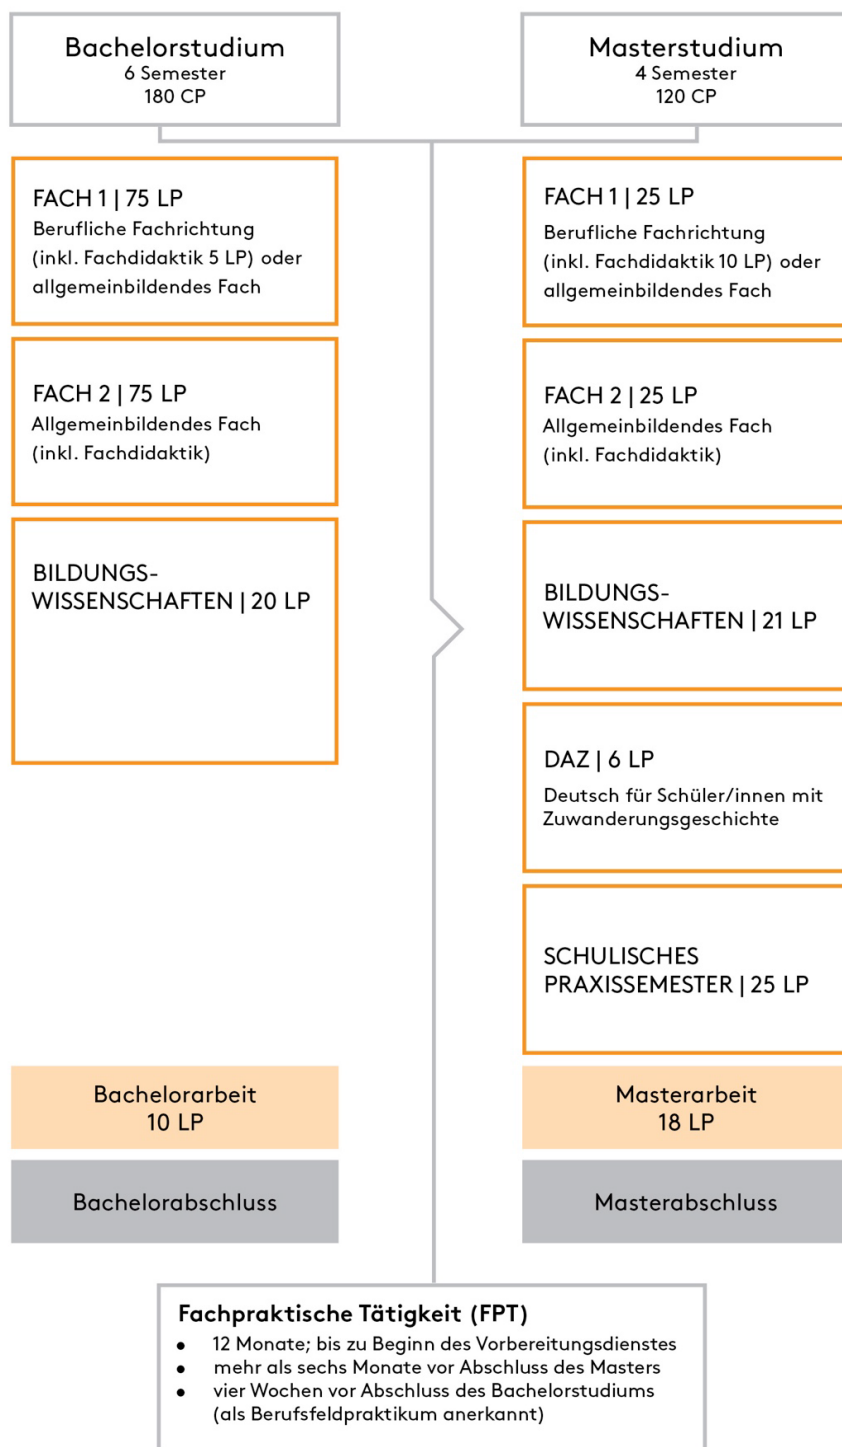 Bachelorstudium
6 Semester
180 CP
Masterstudium
4 Semester
120 CP
FACH 1 | 75 LP
Berufliche Fachrichtung
(inkl. Fachdidaktik 5 LP) oder
allgemeinbildendes Fach
FACH 2 | 75 LP
Allgemeinbildendes Fach
(inkl. Fachdidaktik)
BILDUNGS-
WISSENSCHAFTEN | 20 LP
Bachelorarbeit
10 LP
Bachelorabschluss
FACH 1 | 25 LP
Berufliche Fachrichtung
(inkl. Fachdidaktik 10 LP) oder
allgemeinbildendes Fach
FACH 2 | 25 LP
Allgemeinbildendes Fach
(inkl. Fachdidaktik)
BILDUNGS-
WISSENSCHAFTEN | 21 LP
DAZ | 6 LP
Deutsch für Schüler/innen mit
Zuwanderungsgeschichte
SCHULISCHES
PRAXISSEMESTER | 25 LP
Masterarbeit
18 LP
Masterabschluss
Fachpraktische Tätigkeit (FPT)
• 12 Monate; bis zu Beginn des Vorbereitungsdienstes
• mehr als sechs Monate vor Abschluss des Masters
• vier Wochen vor Abschluss des Bachelorstudiums
(als Berufsfeldpraktikum anerkannt)